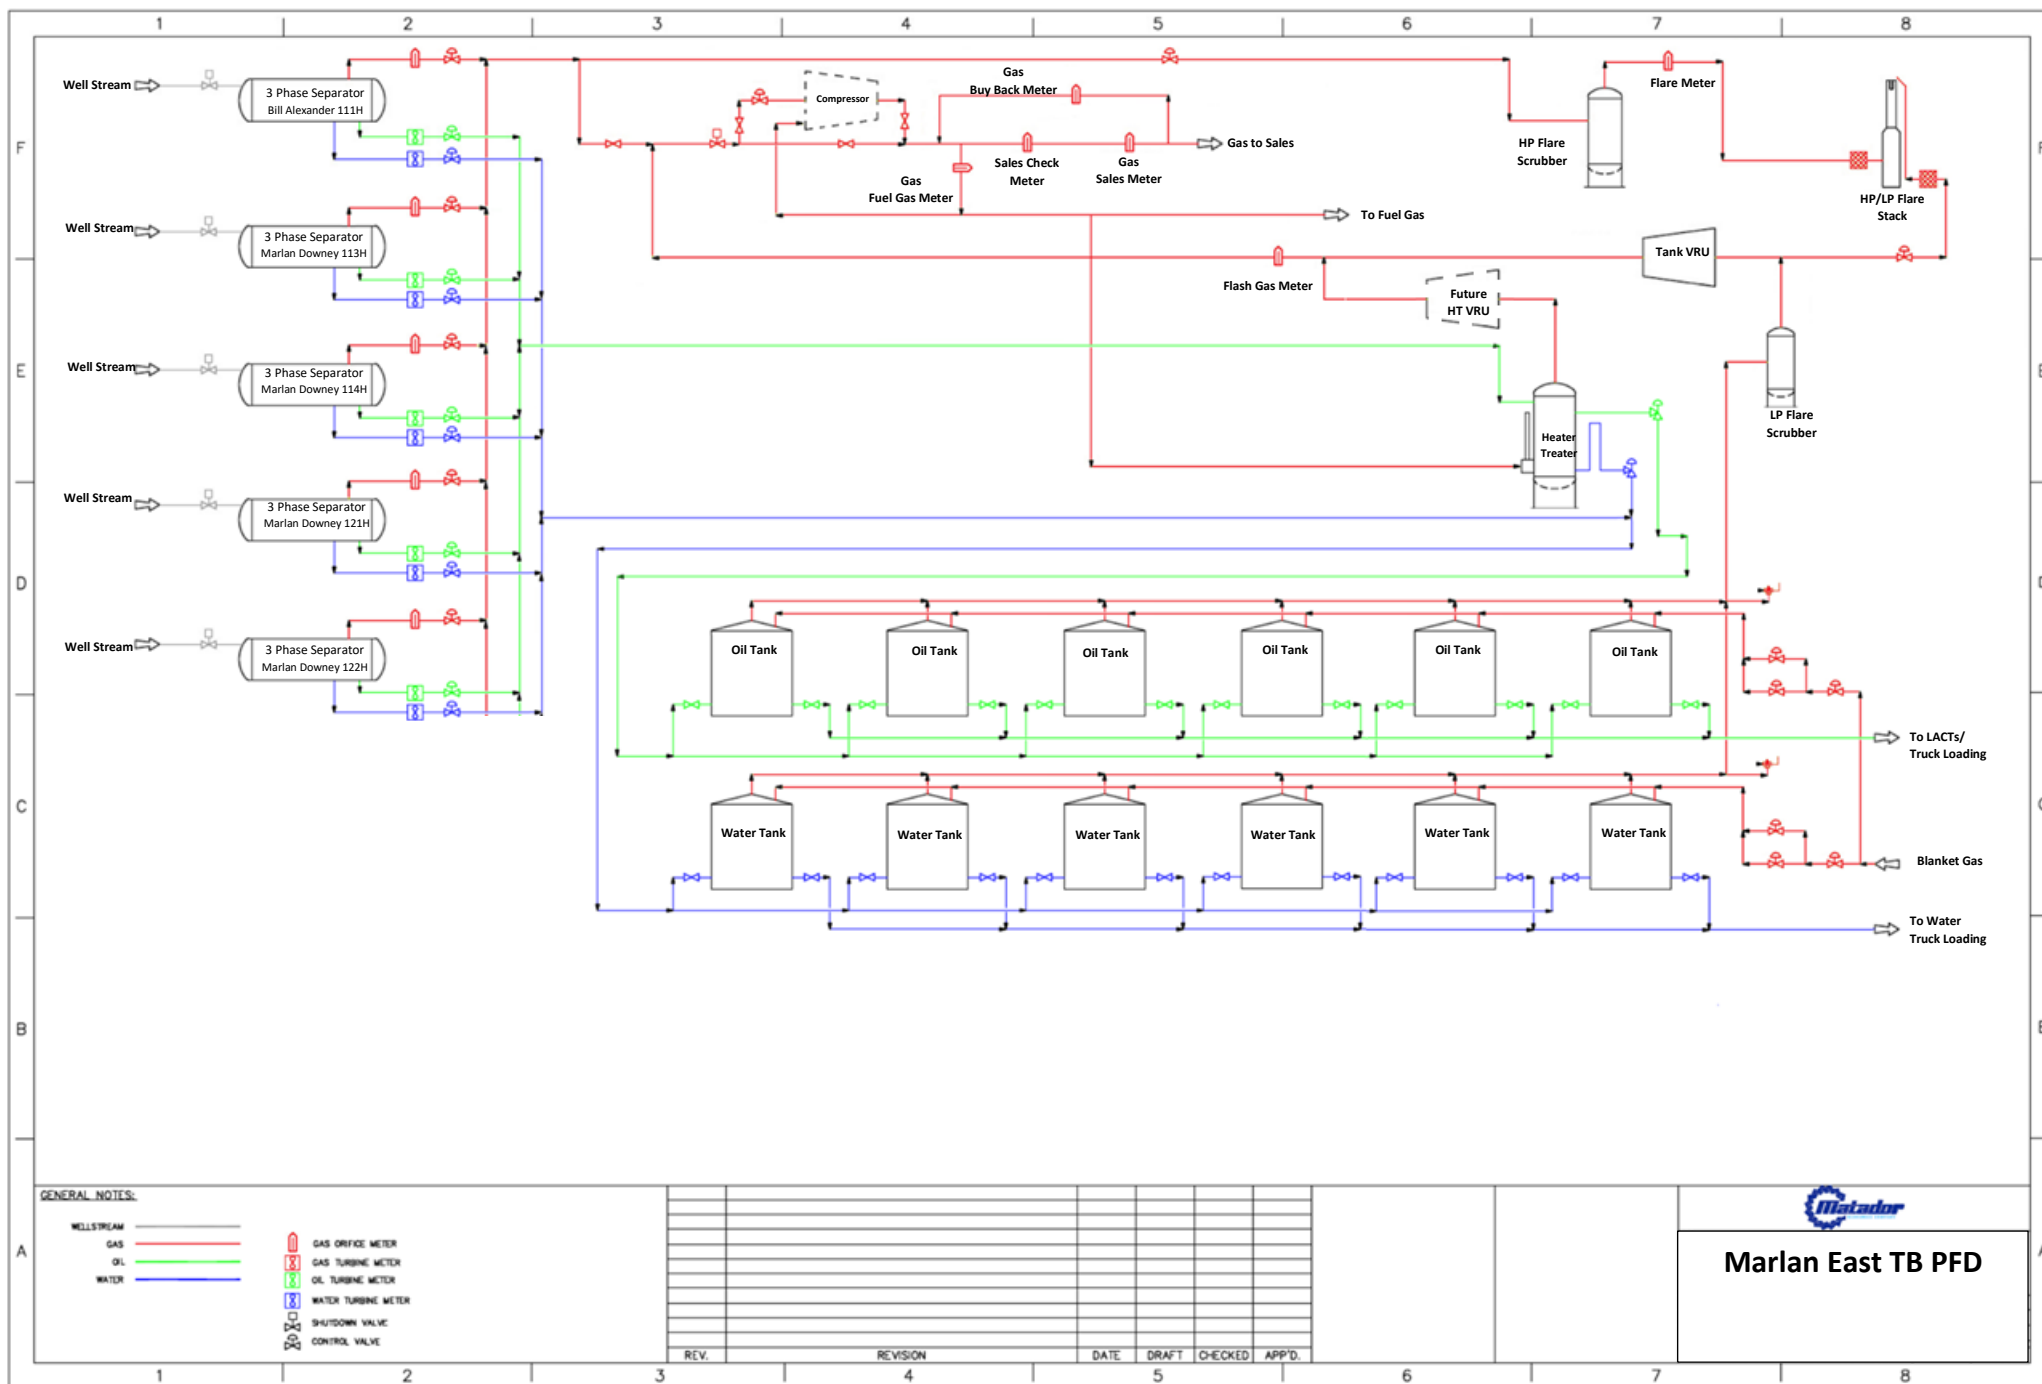 1 2 3 4 5 6 7 8
F
F
Well Stream
3 Phase Separator
Bill Alexander 111H
Well Stream
3 Phase Separator
Marlan Downey 113H
Well Stream
3 Phase Separator
Marlan Downey 114H
Well Stream
3 Phase Separator
Marlan Downey 121H
Well Stream
3 Phase Separator
Marlan Downey 122H
Compressor
Gas
Buy Back Meter
Gas to Sales
Sales Check
Meter
Gas
Sales Meter
Gas
Fuel Gas Meter
To Fuel Gas
HP Flare
Scrubber
Flare Meter
HP/LP Flare
Stack
Tank VRU
Flash Gas Meter
Future
HT VRU
LP Flare
Scrubber
Heater
Treater
E
E
D
D
Oil Tank
Oil Tank
Oil Tank
Oil Tank
Oil Tank
Oil Tank
To LACTs/
Truck Loading
C
C
Water Tank
Water Tank
Water Tank
Water Tank
Water Tank
Water Tank
Blanket Gas
To Water
Truck Loading
B
B
A
A
GENERAL NOTES:
WELLSTREAM
GAS
OIL
WATER
GAS ORIFICE METER
GAS TURBINE METER
OIL TURBINE METER
WATER TURBINE METER
SHUTDOWN VALVE
CONTROL VALVE
REV. REVISION DATE DRAFT CHECKED APP'D.
Matador
Marlan East TB PFD
1 2 3 4 5 6 7 8